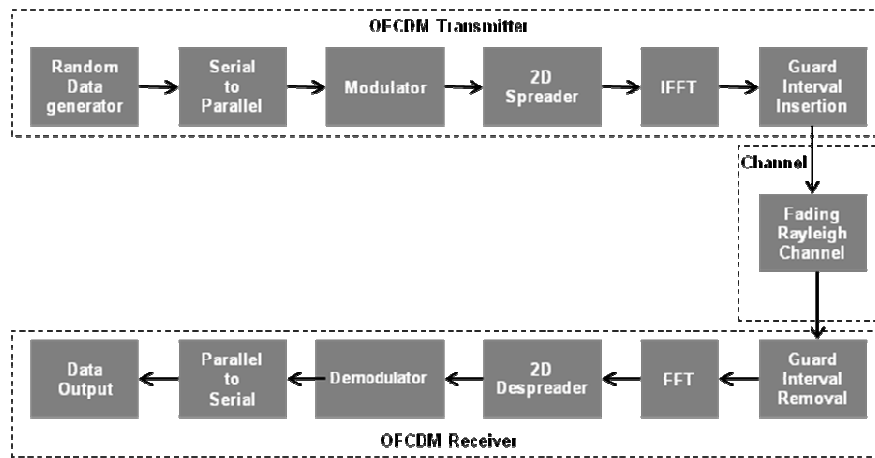 OFCDM Transmitter
Random
Data
generator
Serial
to
Parallel
Modulator
2D
Spreader
IFFT
Guard
Interval
Insertion
Channel
Fading
Rayleigh
Channel
Data
Output
Parallel
to
Serial
Demodulator
2D
Despreader
FFT
Guard
Interval
Removal
OFCDM Receiver